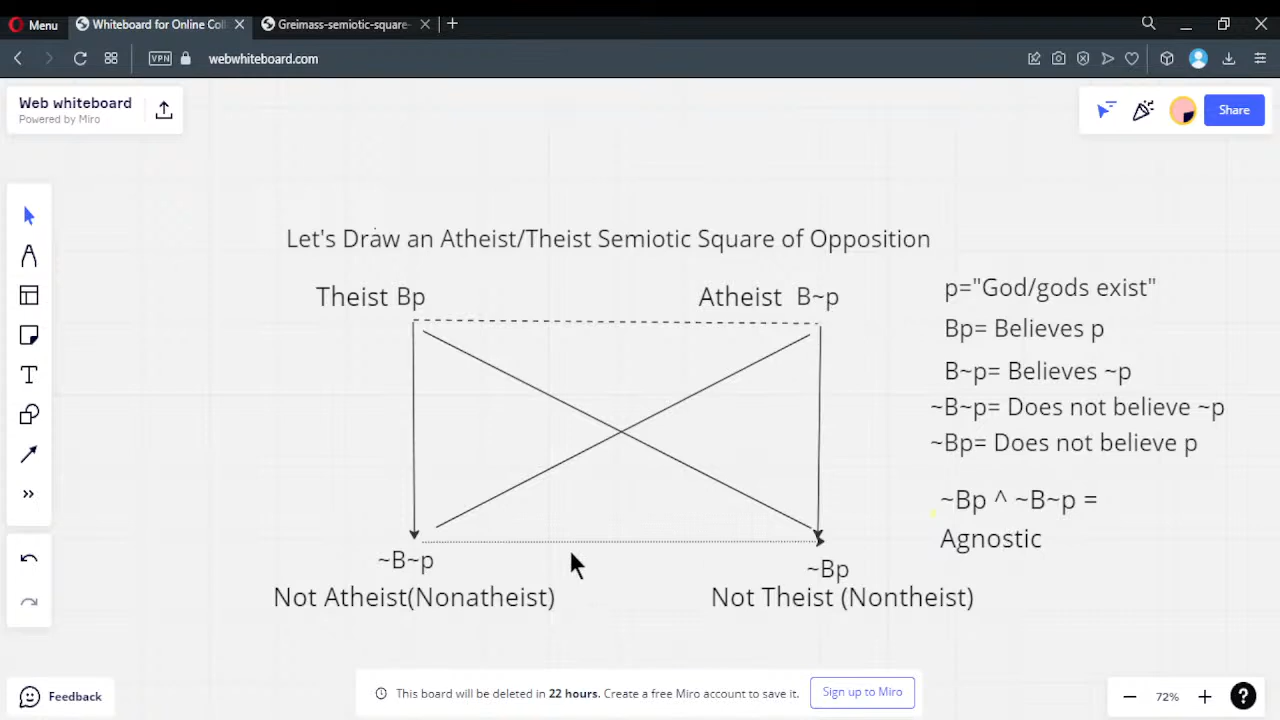 Menu
Whiteboard for Online Col
Greimass-semiotic-square-
VPN
webwhiteboard.com
Web whiteboard
Powered by Miro
Share
Let's Draw an Atheist/Theist Semiotic Square of Opposition
Theist Bp
Atheist B~p
p="God/gods exist"
Bp= Believes p
B~p= Believes ~p
~B~p= Does not believe ~p
~Bp= Does not believe p
~Bp ^ ~B~p =
Agnostic
~B~p
~Bp
Not Atheist(Nonatheist)
Not Theist (Nontheist)
This board will be deleted in 22 hours. Create a free Miro account to save it.
Sign up to Miro
Feedback
72%